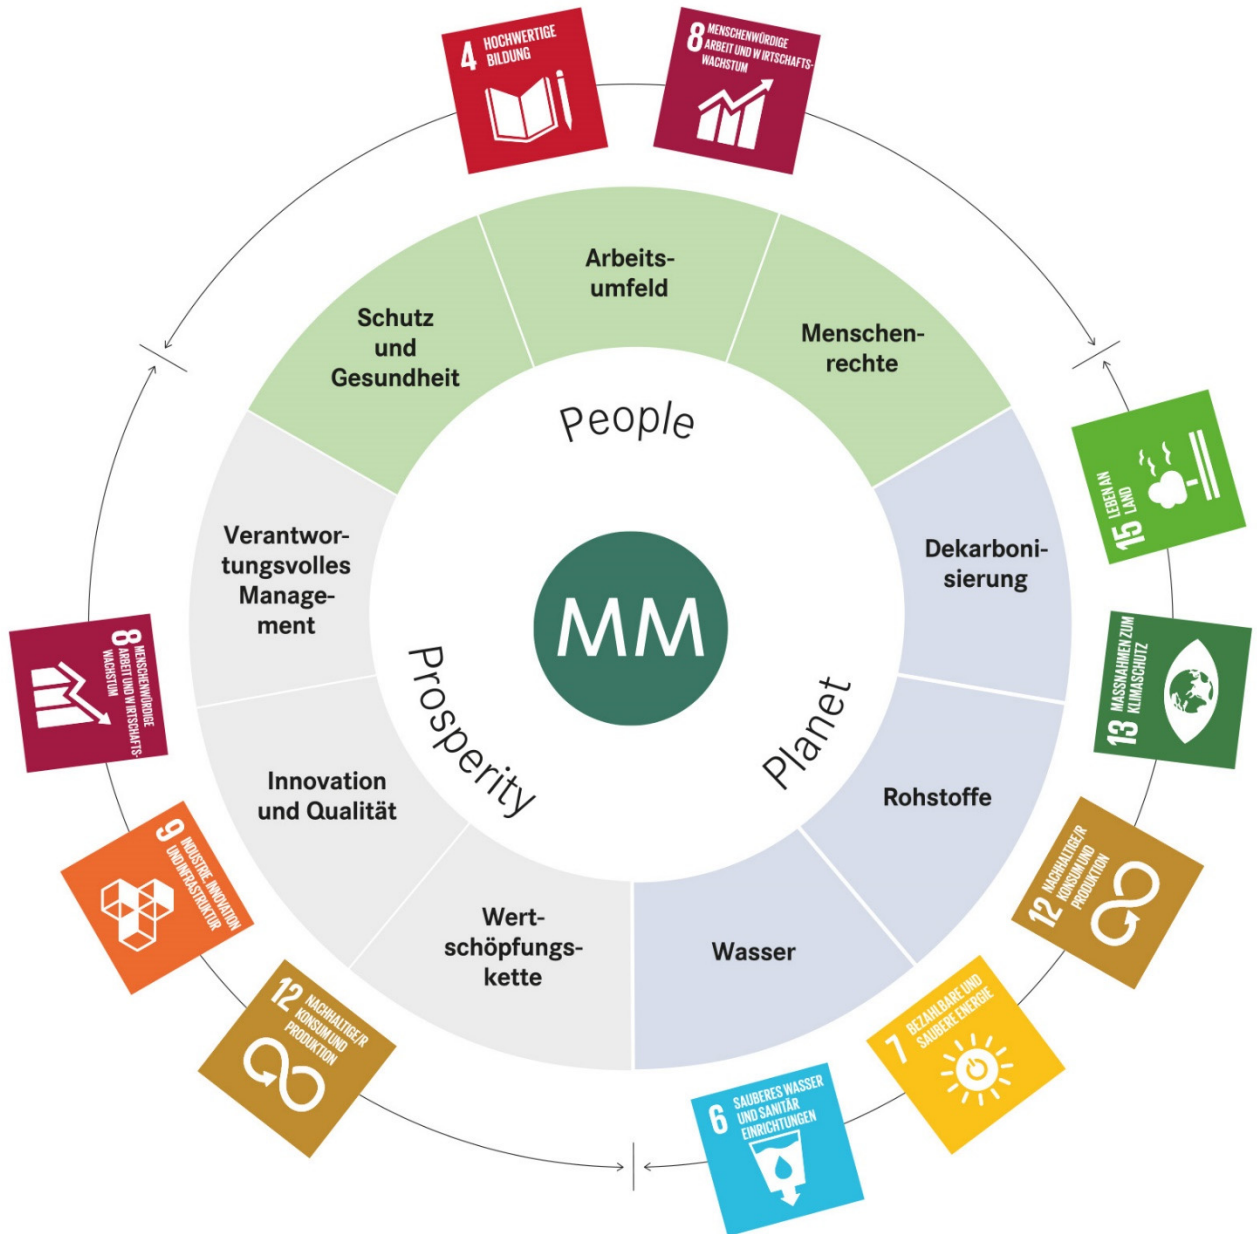 4 HOCHWERTIGE
BILDUNG
8 MENSCHENWÜRDIGE
ARBEIT UND WIRTSCHAFTS-
WACHSTUM
Arbeits-
umfeld
Schutz
und
Gesundheit
Menschen-
rechte
People
15 LEBEN AN
LAND
Verantwor-
tungsvolles
Manage-
ment
Dekarboni-
sierung
MM
8 MENSCHENWÜRDIGE
ARBEIT UND WIRTSCHAFTS-
WACHSTUM
13 MASSNAHMEN ZUM
KLIMASCHUTZ
Prosperity
Planet
Innovation
und Qualität
Rohstoffe
9 INDUSTRIE, INNOVATION
UND INFRASTRUKTUR
12 NACHHALTIGE/R
KONSUM UND
PRODUKTION
Wert-
schöpfungs-
kette
Wasser
12 NACHHALTIGE/R
KONSUM UND
PRODUKTION
7 BEZAHLBARE UND
SAUBERE ENERGIE
6 SAUBERES WASSER
UND SANITÄR
EINRICHTUNGEN